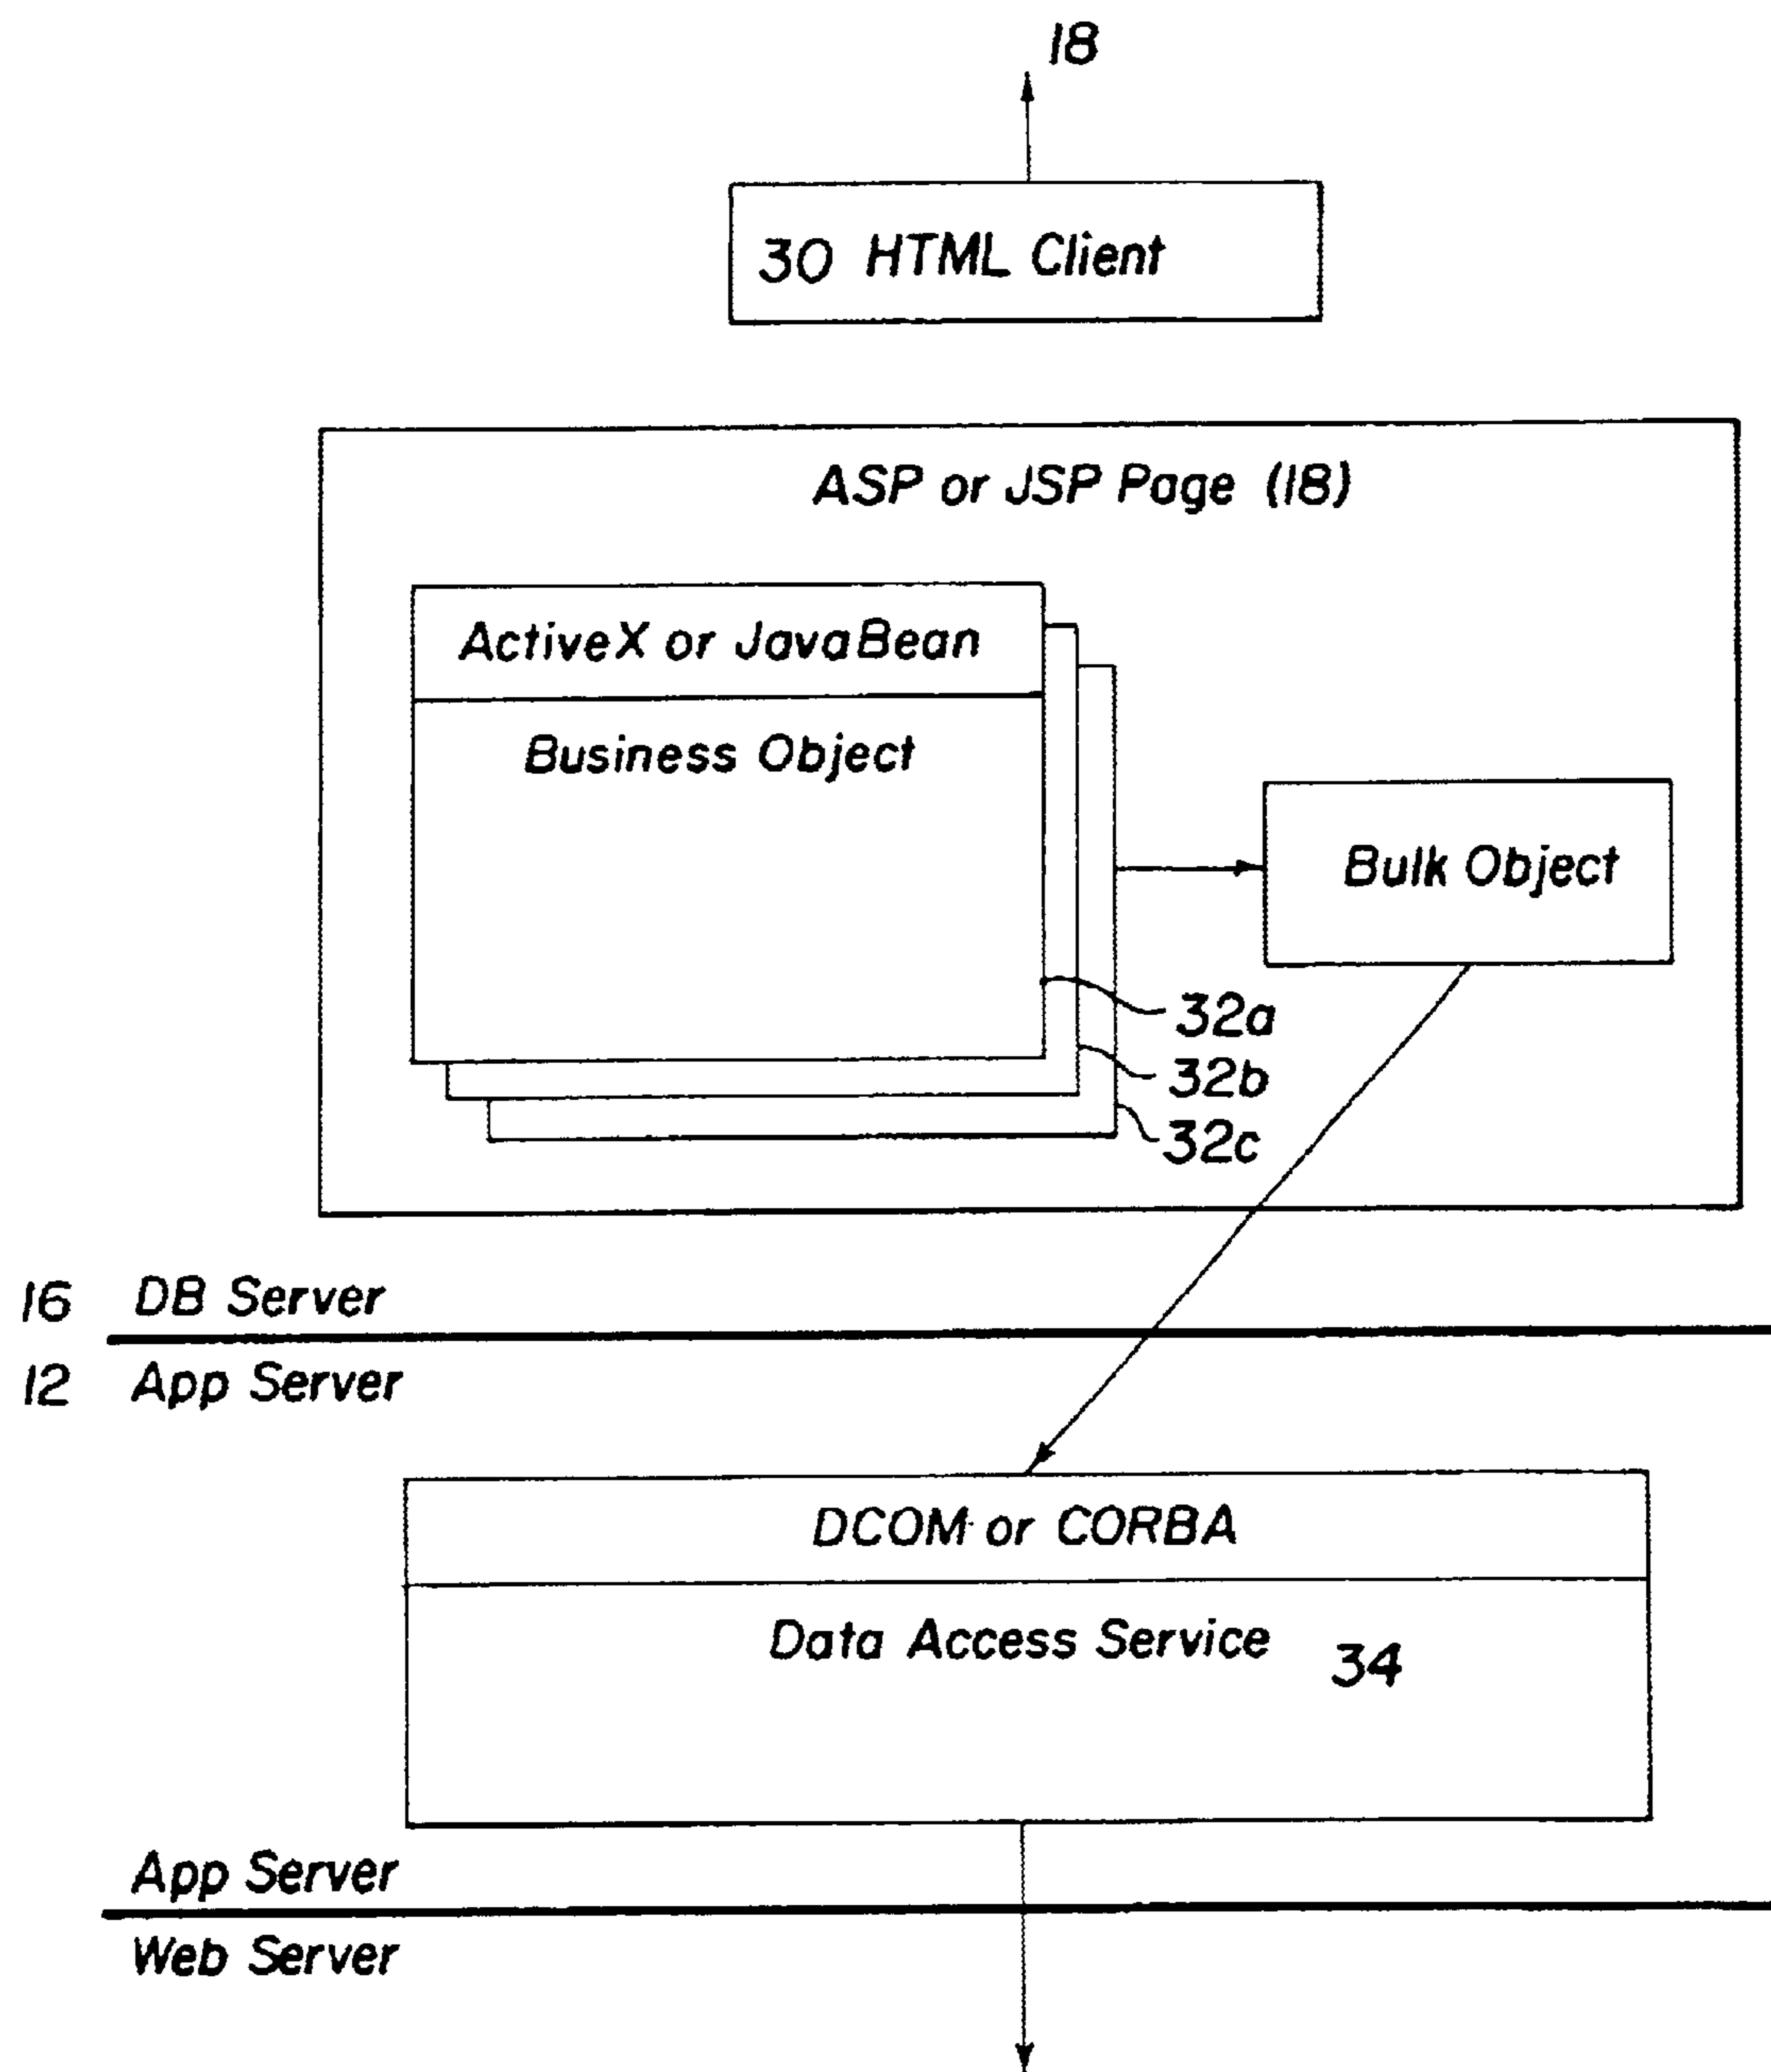 18
30 HTML Client
ASP or JSP Page (18)
ActiveX or JavaBean
Business Object
Bulk Object
32a
32b
32c
16 DB Server
12 App Server
DCOM or CORBA
Data Access Service 34
App Server
Web Server